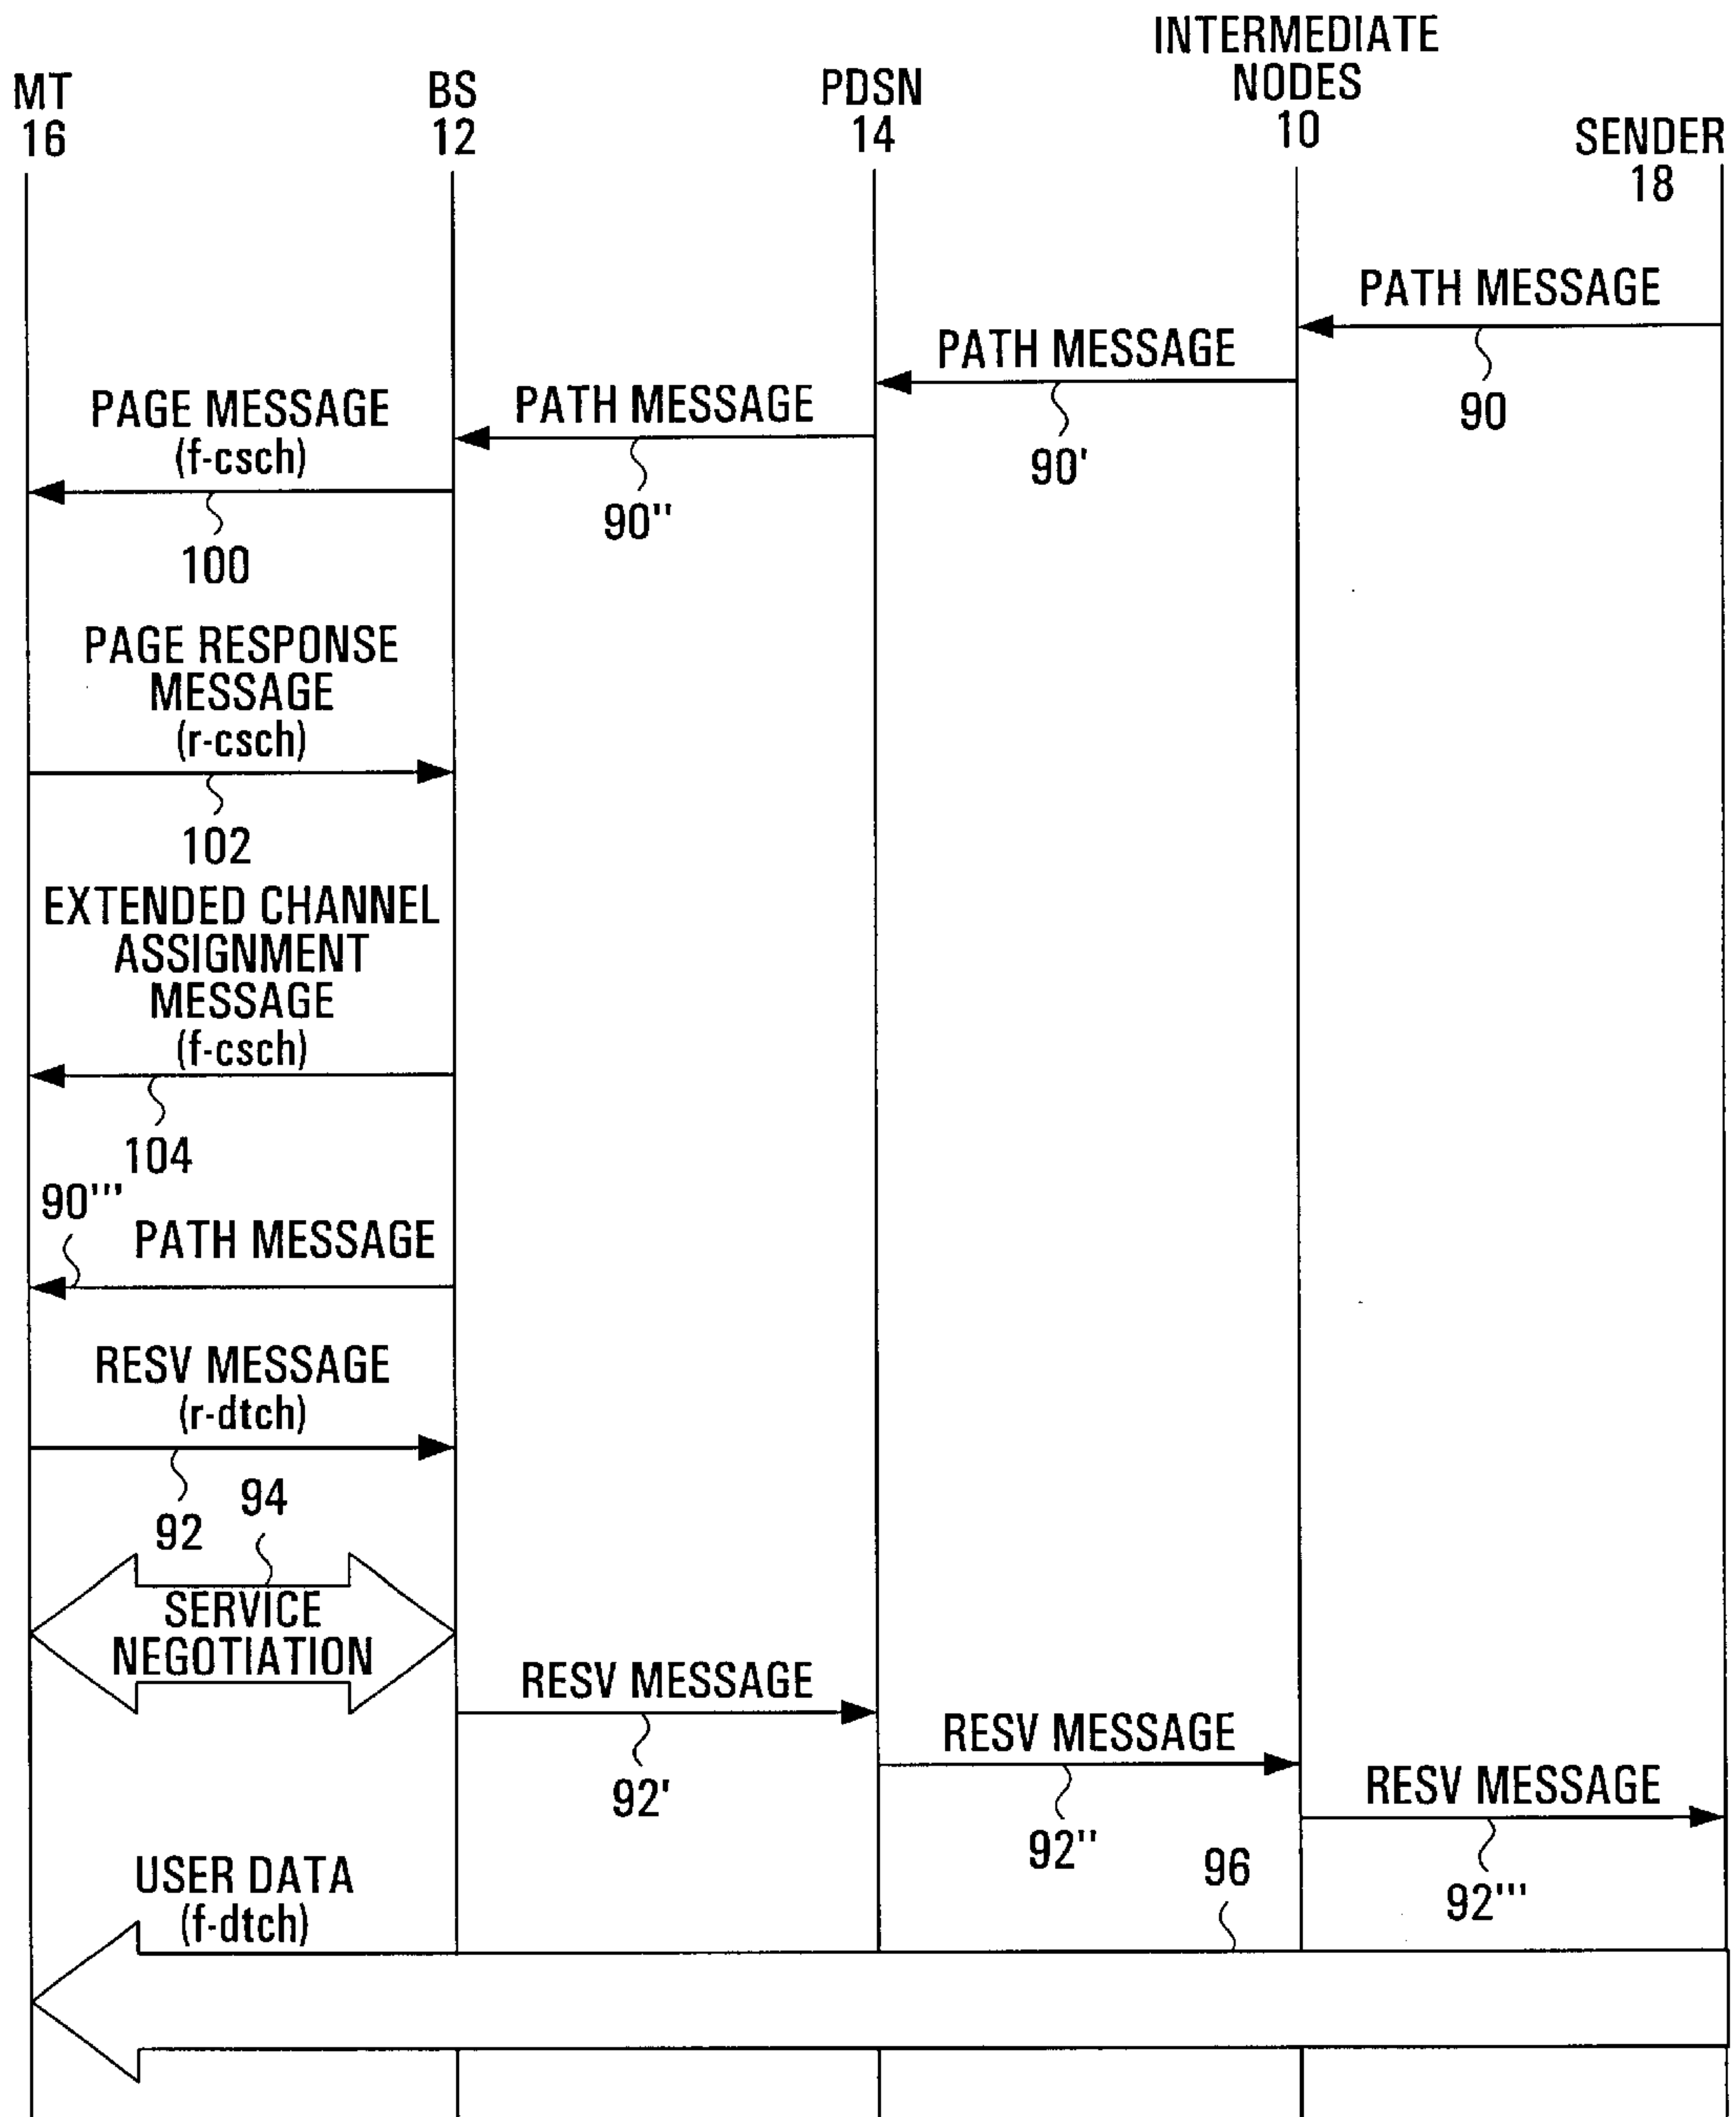 INTERMEDIATE
NODES
10
MT
16
BS
12
PDSN
14
SENDER
18
PATH MESSAGE
90
PATH MESSAGE
90'
PATH MESSAGE
90''
PAGE MESSAGE
(f-csch)
100
PAGE RESPONSE
MESSAGE
(r-csch)
102
EXTENDED CHANNEL
ASSIGNMENT
MESSAGE
(f-csch)
104
90'''
PATH MESSAGE
RESV MESSAGE
(r-dtch)
92
94
SERVICE
NEGOTIATION
RESV MESSAGE
92'
RESV MESSAGE
92''
RESV MESSAGE
92'''
96
USER DATA
(f-dtch)